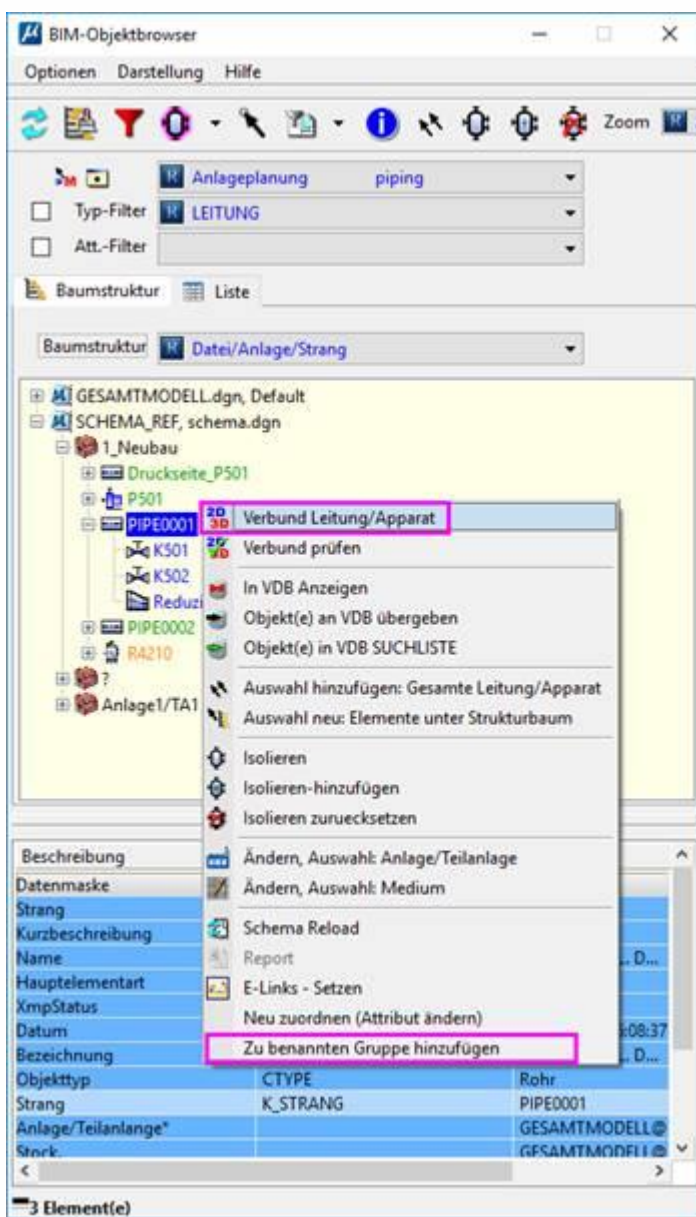 BIM-Objektbrowser
Optionen Darstellung Hilfe
Zoom
Anlageplanung piping
Typ-Filter LEITUNG
Att.-Filter
Baumstruktur Liste
Baumstruktur Datei/Anlage/Strang
GESAMTMODELL.dgn, Default
SCHEMA_REF, schema.dgn
1_Neubau
Druckseite_P501
P501
PIPE0001
K501
K502
Reduzi
PIPE0002
R4210
?
Anlage1/TA1
Verbund Leitung/Apparat
Verbund prüfen
In VDB Anzeigen
Objekt(e) an VDB übergeben
Objekt(e) in VDB SUCHLISTE
Auswahl hinzufügen: Gesamte Leitung/Apparat
Auswahl neu: Elemente unter Strukturbaum
Isolieren
Isolieren-hinzufügen
Isolieren zuruecksetzen
Ändern, Auswahl: Anlage/Teilanlage
Ändern, Auswahl: Medium
Schema Reload
Report
E-Links - Setzen
Neu zuordnen (Attribut ändern)
Zu benannten Gruppe hinzufügen
Beschreibung
Datenmaske
Strang
Kurzbeschreibung
Name .. D...
Hauptelementart
XmpStatus
Datum :08:37
Bezeichnung .. D...
Objekttyp CTYPE Rohr
Strang K_STRANG PIPE0001
Anlage/Teilanlange* GESAMTMODELL@
Stock. GESAMTMODELL@
3 Element(e)